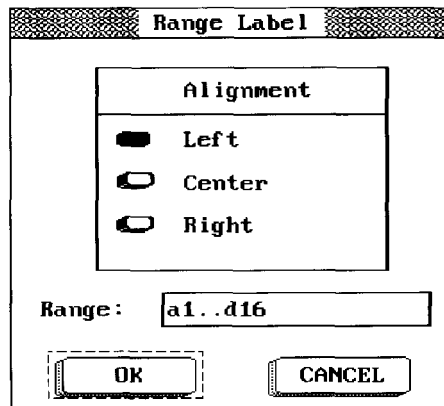 Range Label
Alignment
Left
Center
Right
Range: a1..d16
OK CANCEL